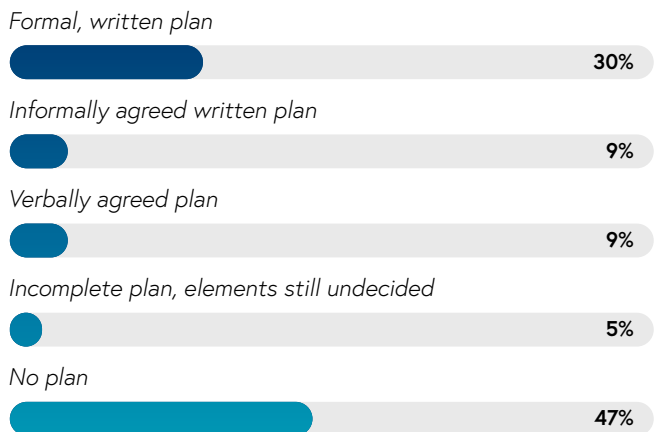 Formal, written plan
30%
Informally agreed written plan
9%
Verbally agreed plan
9%
Incomplete plan, elements still undecided
5%
No plan
47%